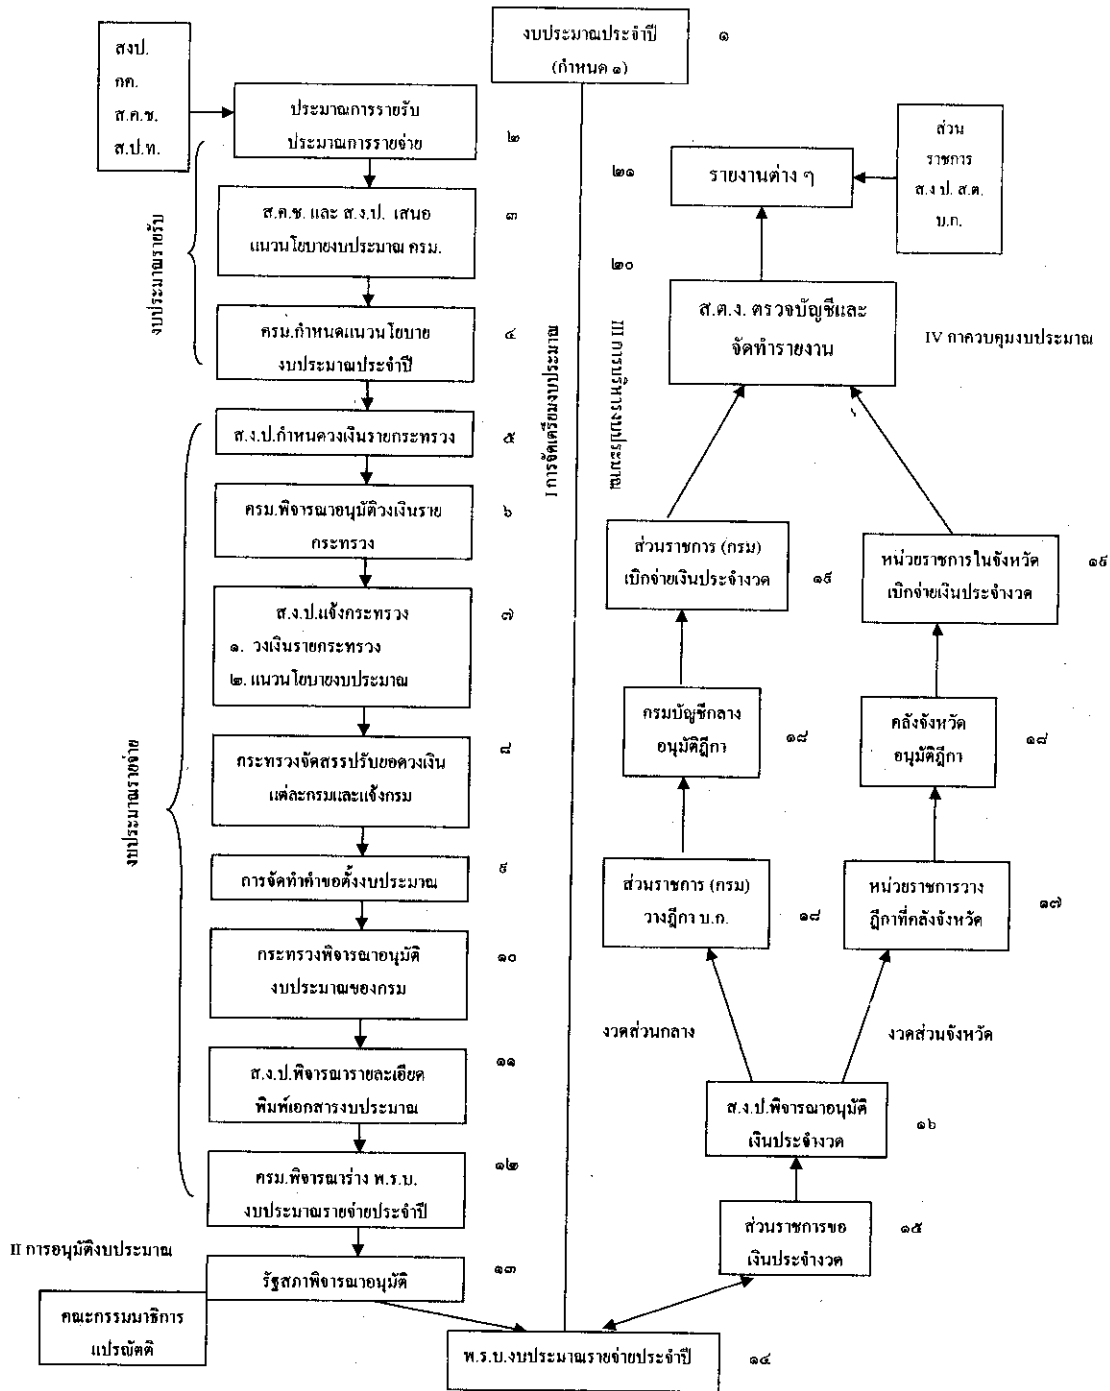 งบประมาณประจำปี
(กำหนด ๑)
๑
สงป.
กค.
ส.ค.ช.
ส.ป.ท.
ประมาณการรายรับ
ประมาณการรายจ่าย
๒
ส.ค.ช. และ ส.ง.ป. เสนอ
แนวนโยบายงบประมาณ ครม.
๓
ครม.กำหนดแนวนโยบาย
งบประมาณประจำปี
๔
งบประมาณรายรับ
ส.ง.ป.กำหนดวงเงินรายกระทรวง
๕
ครม.พิจารณาอนุมัติวงเงินราย
กระทรวง
๖
ส.ง.ป.แจ้งกระทรวง
๑. วงเงินรายกระทรวง
๒. แนวนโยบายงบประมาณ
๗
กระทรวงจัดสรรปรับยอดวงเงิน
แต่ละกรมและแจ้งกรม
๘
การจัดทำคำขอตั้งงบประมาณ
๙
กระทรวงพิจารณาอนุมัติ
งบประมาณของกรม
๑๐
ส.ง.ป.พิจารณารายละเอียด
พิมพ์เอกสารงบประมาณ
๑๑
ครม.พิจารณาร่าง พ.ร.บ.
งบประมาณรายจ่ายประจำปี
๑๒
งบประมาณรายจ่าย
II การอนุมัติงบประมาณ
รัฐสภาพิจารณาอนุมัติ
๑๓
คณะกรรมมาธิการ
แปรญัตติ
พ.ร.บ.งบประมาณรายจ่ายประจำปี
๑๔
I การจัดเตรียมงบประมาณ
III การบริหารงบประมาณ
ส่วนราชการขอ
เงินประจำงวด
๑๕
ส.ง.ป.พิจารณาอนุมัติ
เงินประจำงวด
๑๖
งวดส่วนกลาง
งวดส่วนจังหวัด
ส่วนราชการ (กรม)
วางฎีกา บ.ก.
๑๘
หน่วยราชการวาง
ฎีกาที่คลังจังหวัด
๑๗
กรมบัญชีกลาง
อนุมัติฎีกา
๑๘
คลังจังหวัด
อนุมัติฎีกา
๑๘
ส่วนราชการ (กรม)
เบิกจ่ายเงินประจำงวด
๑๙
หน่วยราชการในจังหวัด
เบิกจ่ายเงินประจำงวด
๑๙
ส.ต.ง. ตรวจบัญชีและ
จัดทำรายงาน
๒๐
IV กาควบคุมงบประมาณ
รายงานต่าง ๆ
๒๑
ส่วน
ราชการ
ส.ง ป. ส.ต.
บ.ก.